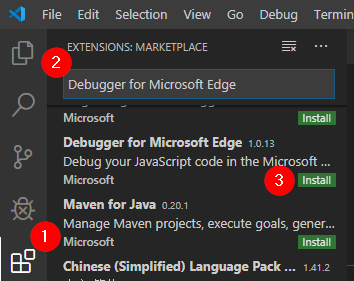 File Edit Selection View Go Debug Termin
EXTENSIONS: MARKETPLACE
2
Debugger for Microsoft Edge
Microsoft Install
Debugger for Microsoft Edge 1.0.13
Debug your JavaScript code in the Microsoft ...
Microsoft 3 Install
Maven for Java 0.20.1
Manage Maven projects, execute goals, gener...
1
Microsoft Install
Chinese (Simplified) Language Pack ... 1.41.2